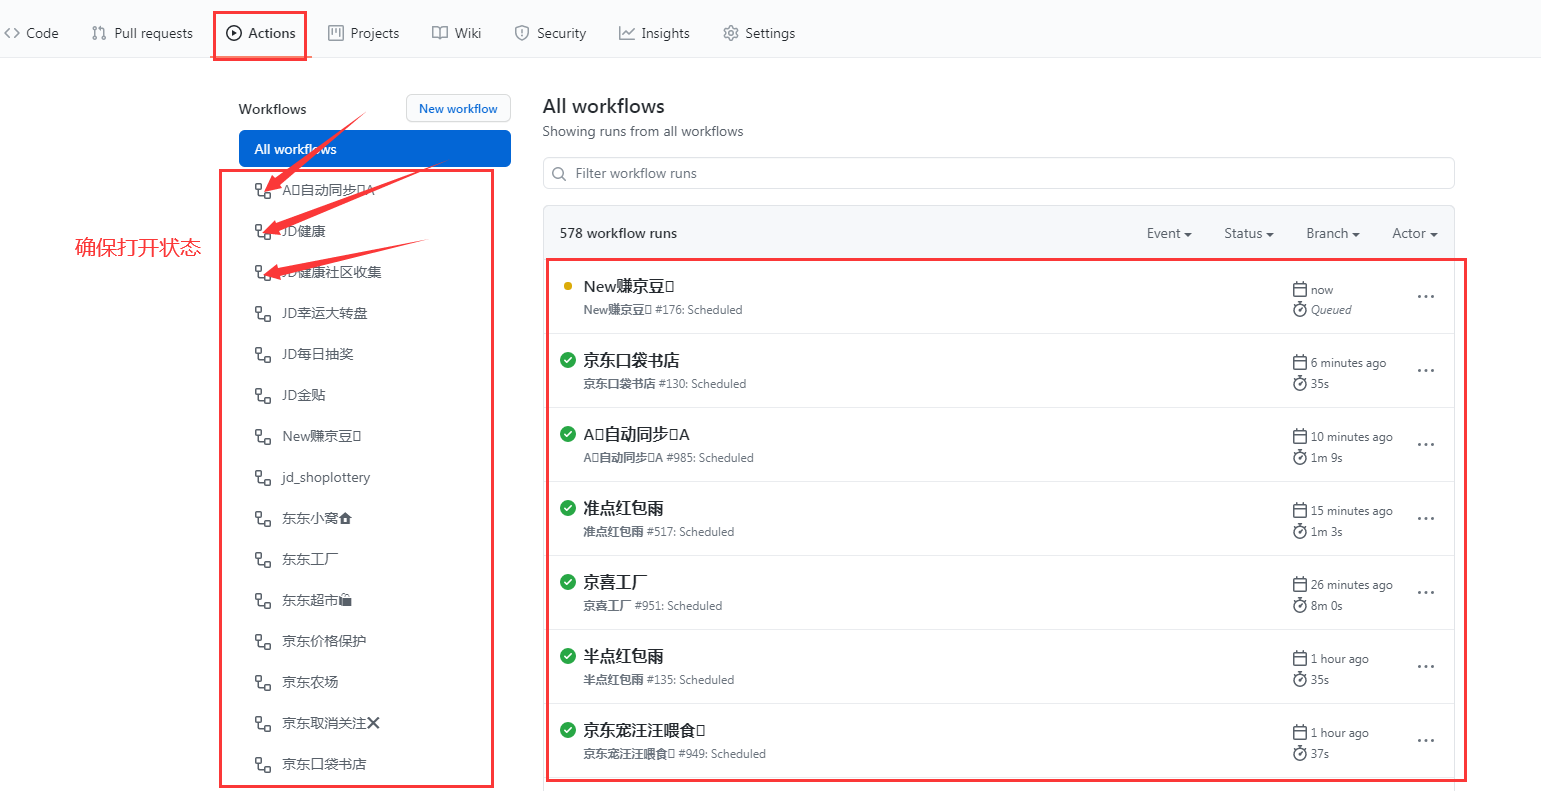 Code Pull requests Actions Projects Wiki Security Insights Settings
Workflows New workflow
All workflows
A自动同步A
JD健康
JD健康社区收集
JD幸运大转盘
JD每日抽奖
JD金贴
New赚京豆
jd_shoplottery
东东小窝
东东工厂
东东超市
京东价格保护
京东农场
京东取消关注
京东口袋书店
确保打开状态
All workflows
Showing runs from all workflows
Filter workflow runs
578 workflow runs Event Status Branch Actor
New赚京豆
New赚京豆 #176: Scheduled
now
Queued
京东口袋书店
京东口袋书店 #130: Scheduled
6 minutes ago
35s
A自动同步A
A自动同步A #985: Scheduled
10 minutes ago
1m 9s
准点红包雨
准点红包雨 #517: Scheduled
15 minutes ago
1m 3s
京喜工厂
京喜工厂 #951: Scheduled
26 minutes ago
8m 0s
半点红包雨
半点红包雨 #135: Scheduled
1 hour ago
35s
京东宠汪汪喂食
京东宠汪汪喂食 #949: Scheduled
1 hour ago
37s